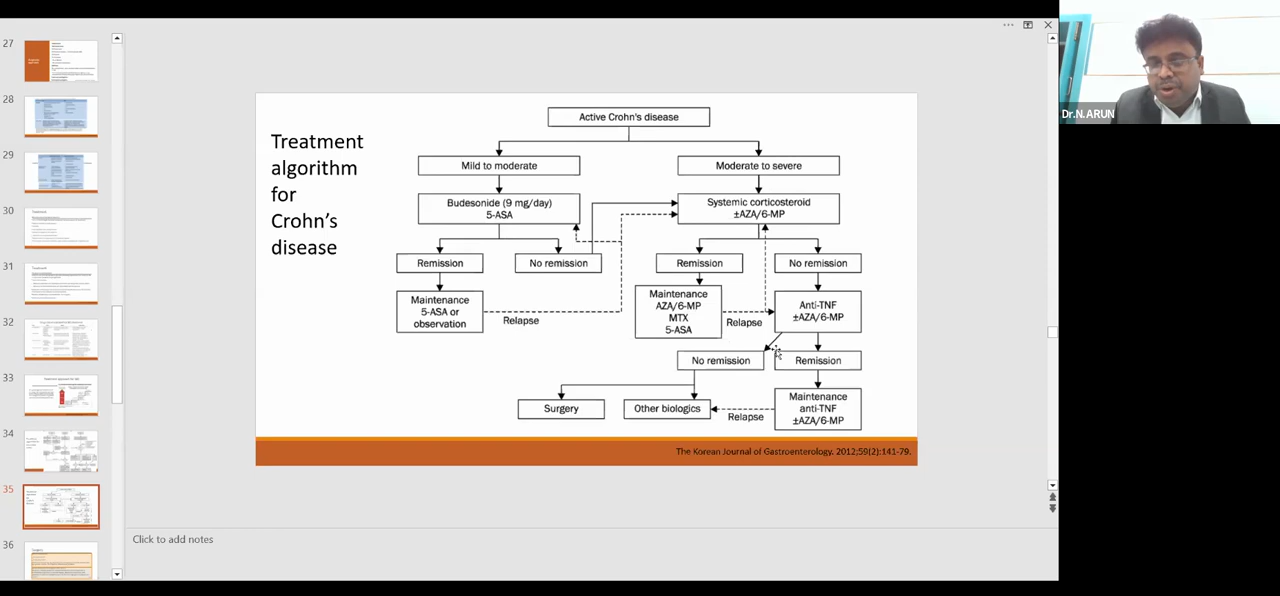 27
28
29
30
31
32
33
34
35
36
Treatment
algorithm
for
Crohn's
disease
Active Crohn's disease
Mild to moderate
Moderate to severe
Budesonide (9 mg/day)
5-ASA
Systemic corticosteroid
±AZA/6-MP
Remission
No remission
Remission
No remission
Maintenance
5-ASA or
observation
Relapse
Maintenance
AZA/6-MP
MTX
5-ASA
Relapse
Anti-TNF
±AZA/6-MP
No remission
Remission
Surgery
Other biologics
Relapse
Maintenance
anti-TNF
±AZA/6-MP
The Korean Journal of Gastroenterology. 2012;59(2):141-79.
Click to add notes
Dr.N.ARUN